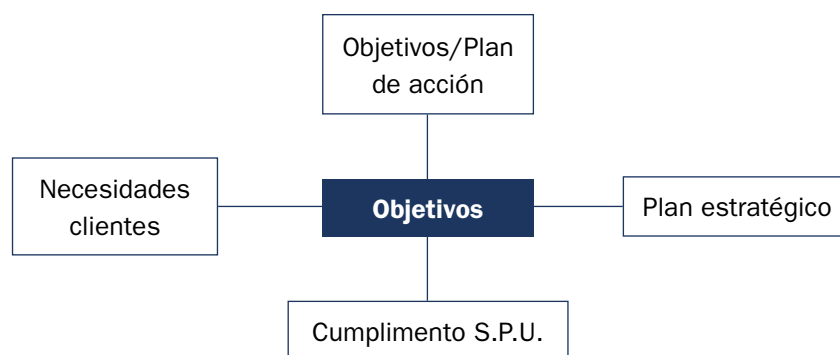 Objetivos/Plan
de acción
Necesidades
clientes
Objetivos
Plan estratégico
Cumplimento S.P.U.